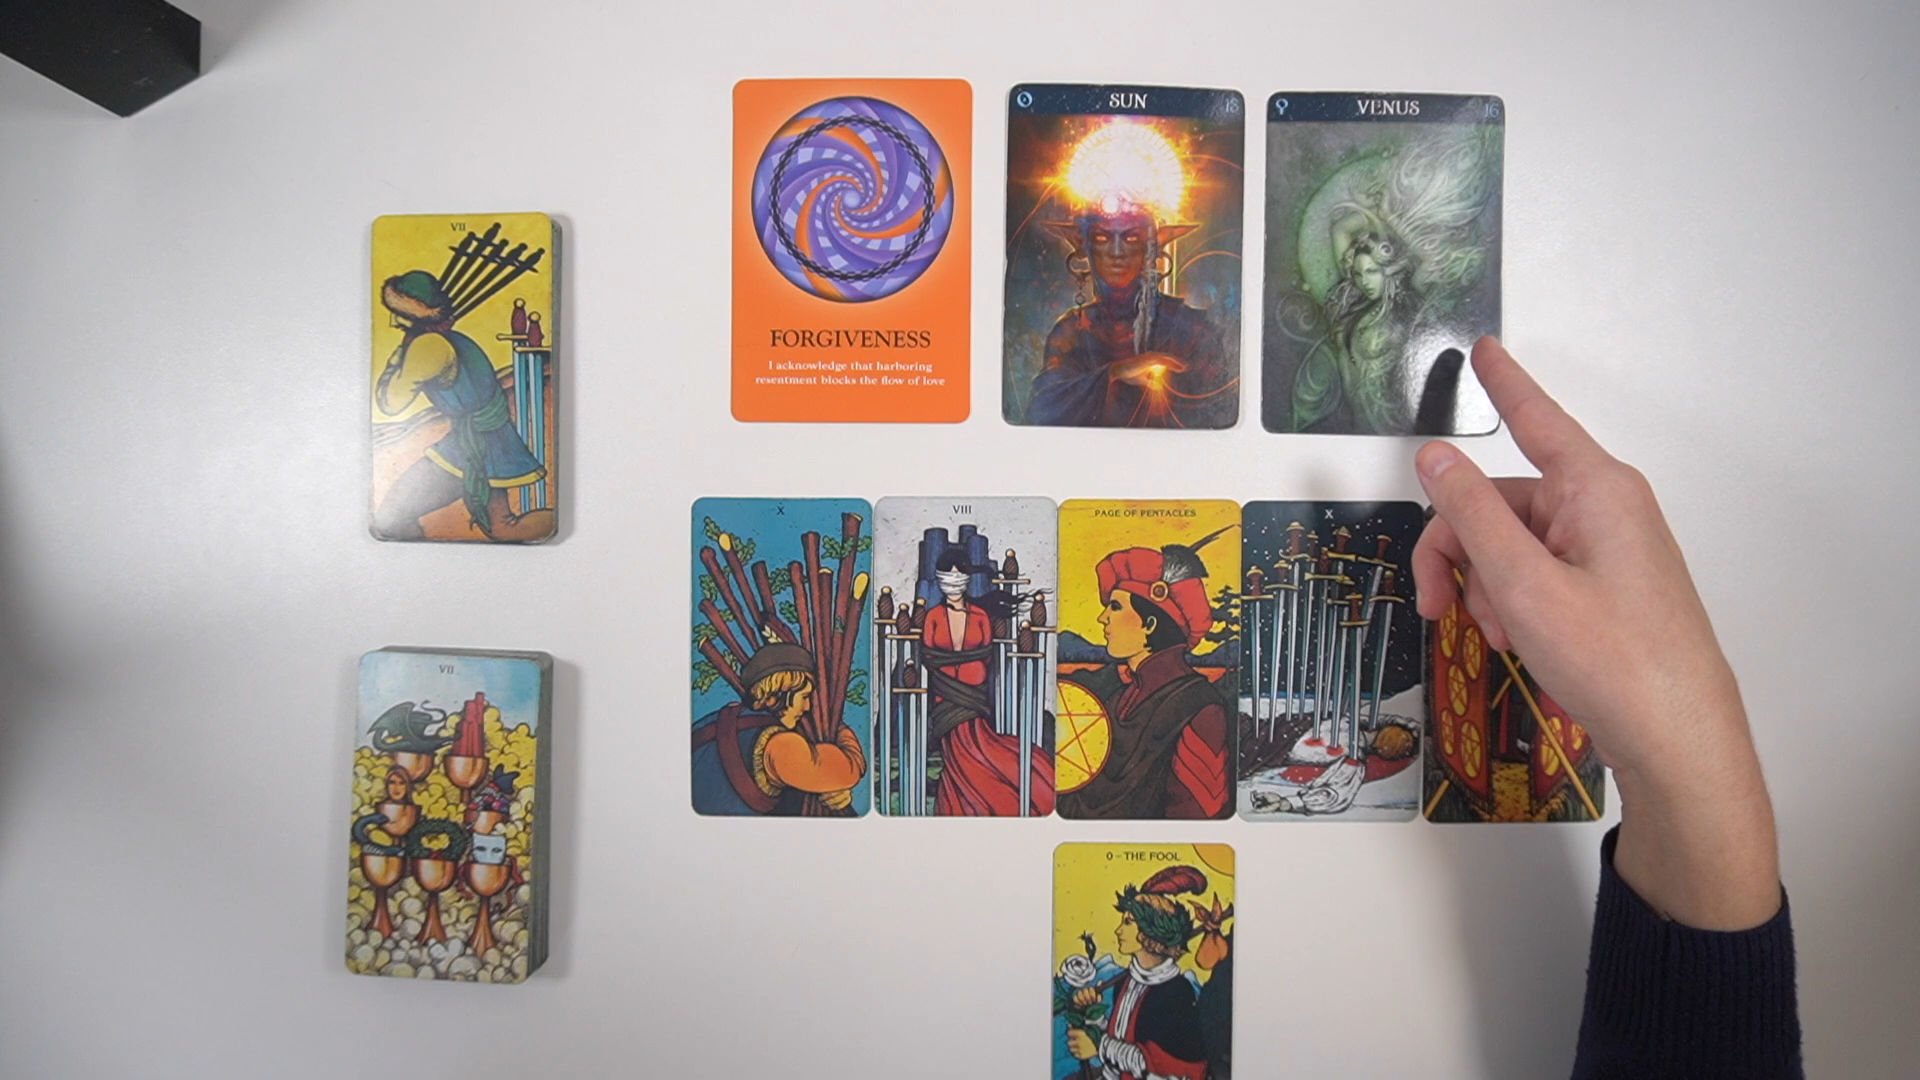 SUN
18
VENUS
16
VII
FORGIVENESS
I acknowledge that harboring
resentment blocks the flow of love
X
VIII
PAGE OF PENTACLES
X
VII
0 – THE FOOL